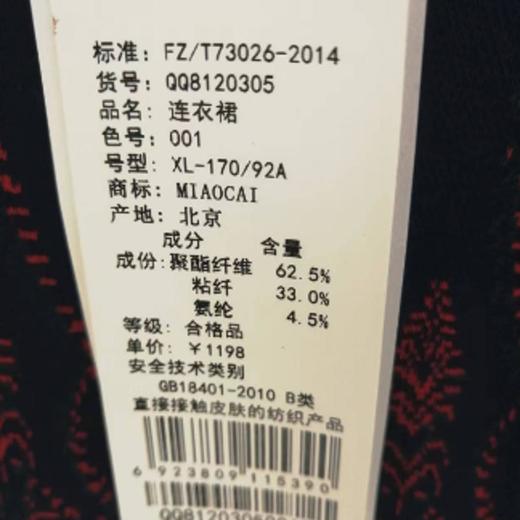 标准: FZ/T73026-2014
货号: QQ8120305
品名: 连衣裙
色号: 001
号型: XL-170/92A
商标: MIAOCAI
产地: 北京
成分 含量
成份: 聚酯纤维 62.5%
粘纤 33.0%
氨纶 4.5%
等级: 合格品
单价: ￥1198
安全技术类别
GB18401-2010 B类
直接接触皮肤的纺织产品
6 923809 115390